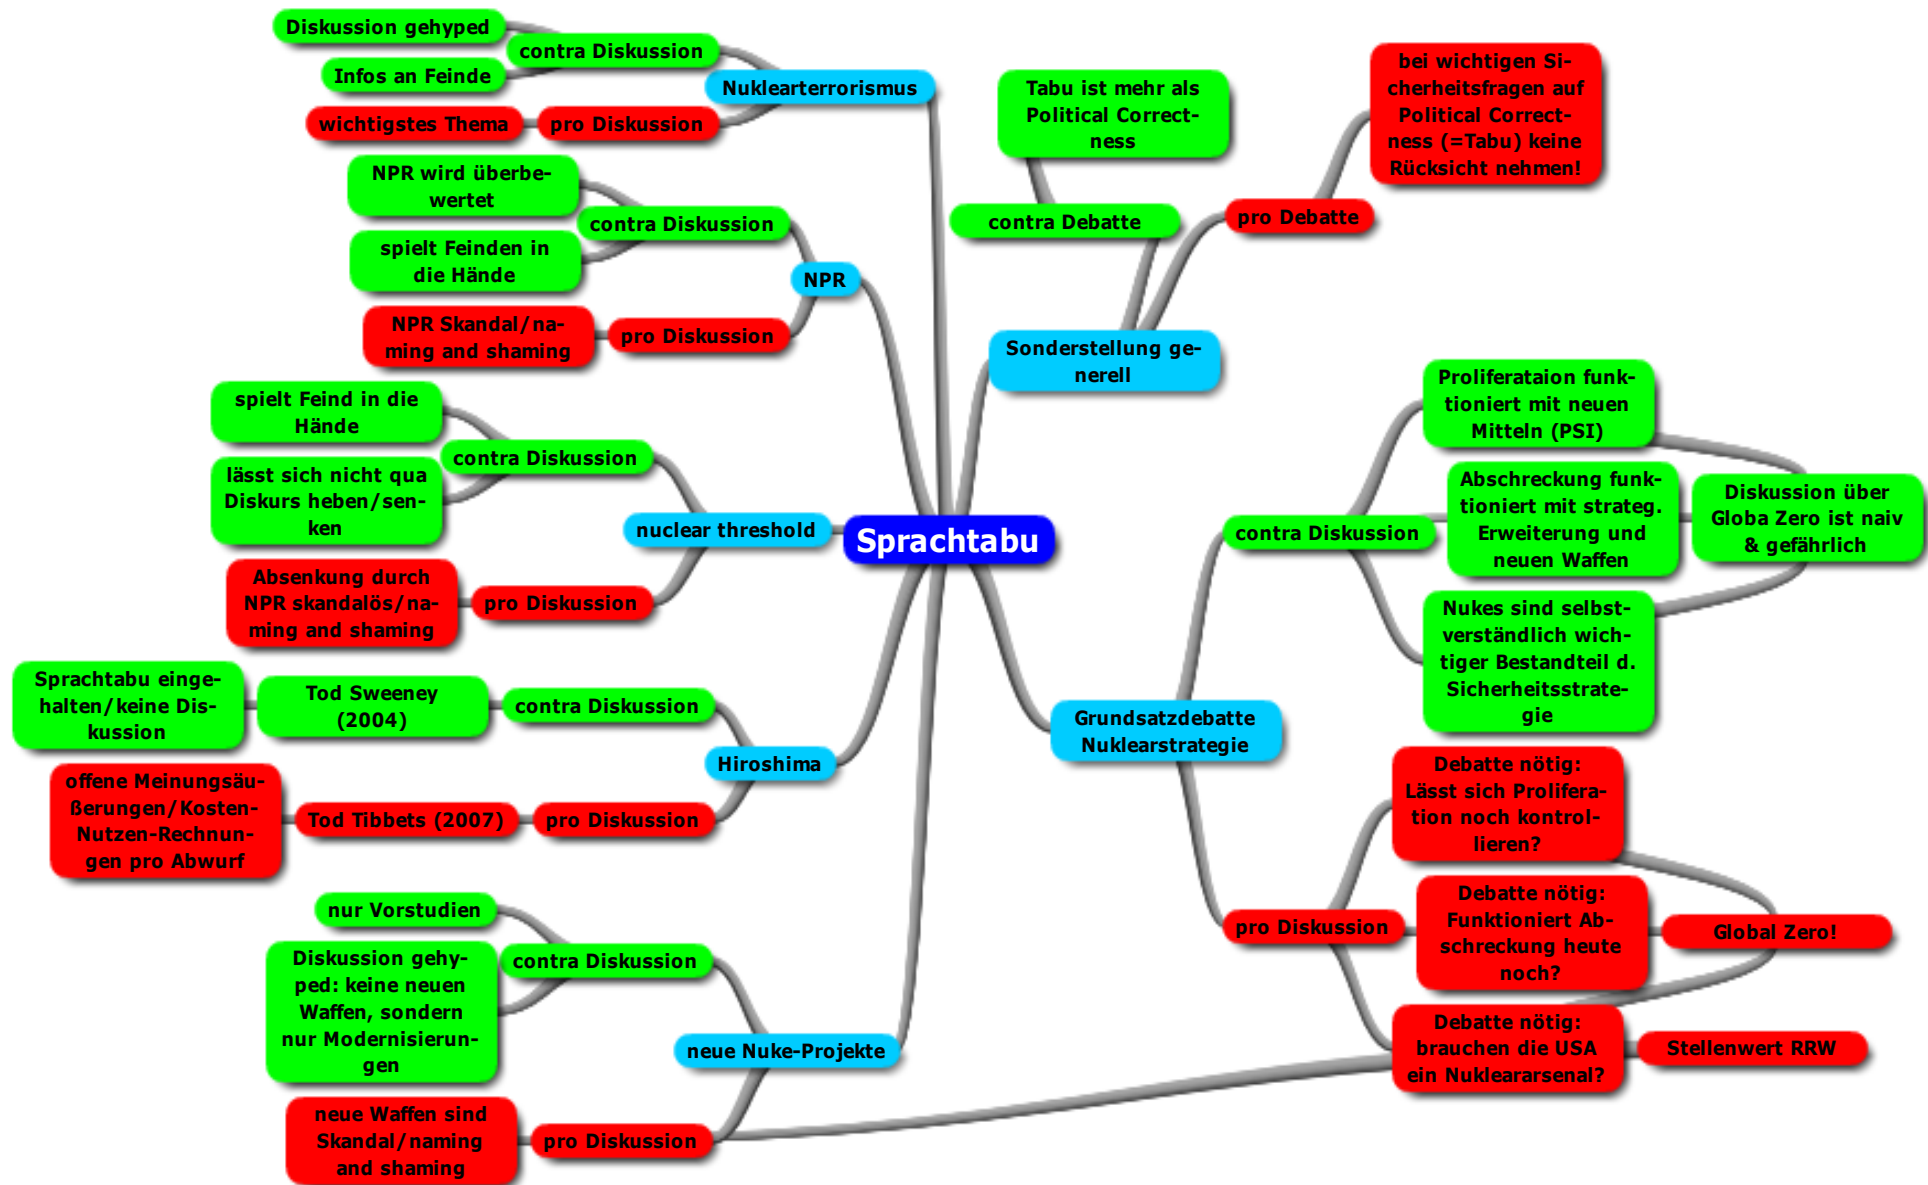 Diskussion gehyped
contra Diskussion
Infos an Feinde
Nuklearterrorismus
wichtigstes Thema
pro Diskussion
NPR wird überbe-
wertet
contra Diskussion
spielt Feinden in
die Hände
NPR
NPR Skandal/na-
ming and shaming
pro Diskussion
spielt Feind in die
Hände
contra Diskussion
lässt sich nicht qua
Diskurs heben/sen-
ken
nuclear threshold
Absenkung durch
NPR skandalös/na-
ming and shaming
pro Diskussion
Sprachtabu einge-
halten/keine Dis-
kussion
Tod Sweeney
(2004)
contra Diskussion
Hiroshima
offene Meinungsäu-
ßerungen/Kosten-
Nutzen-Rechnun-
gen pro Abwurf
Tod Tibbets (2007)
pro Diskussion
nur Vorstudien
contra Diskussion
Diskussion gehy-
ped: keine neuen
Waffen, sondern
nur Modernisierun-
gen
neue Nuke-Projekte
neue Waffen sind
Skandal/naming
and shaming
pro Diskussion
Sprachtabu
Tabu ist mehr als
Political Correct-
ness
contra Debatte
bei wichtigen Si-
cherheitsfragen auf
Political Correct-
ness (=Tabu) keine
Rücksicht nehmen!
pro Debatte
Sonderstellung ge-
nerell
Proliferataion funk-
tioniert mit neuen
Mitteln (PSI)
Abschreckung funk-
tioniert mit strateg.
Erweiterung und
neuen Waffen
Diskussion über
Globa Zero ist naiv
& gefährlich
contra Diskussion
Nukes sind selbst-
verständlich wich-
tiger Bestandteil d.
Sicherheitsstrate-
gie
Grundsatzdebatte
Nuklearstrategie
Debatte nötig:
Lässt sich Prolifera-
tion noch kontrol-
lieren?
pro Diskussion
Debatte nötig:
Funktioniert Ab-
schreckung heute
noch?
Global Zero!
Debatte nötig:
brauchen die USA
ein Nukleararsenal?
Stellenwert RRW